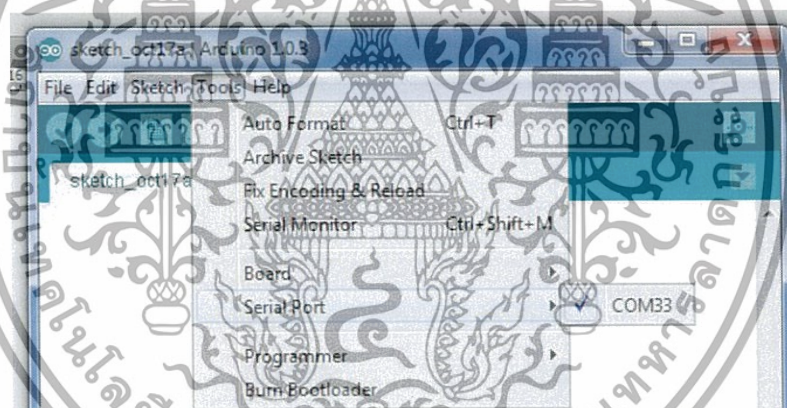 sketch_oct17a | Arduino 1.0.3
File Edit Sketch Tools Help
Auto Format Ctrl+T
Archive Sketch
sketch_oct17a
Fix Encoding & Reload
Serial Monitor Ctrl+Shift+M
Board
Serial Port
COM33
Programmer
Burn Bootloader